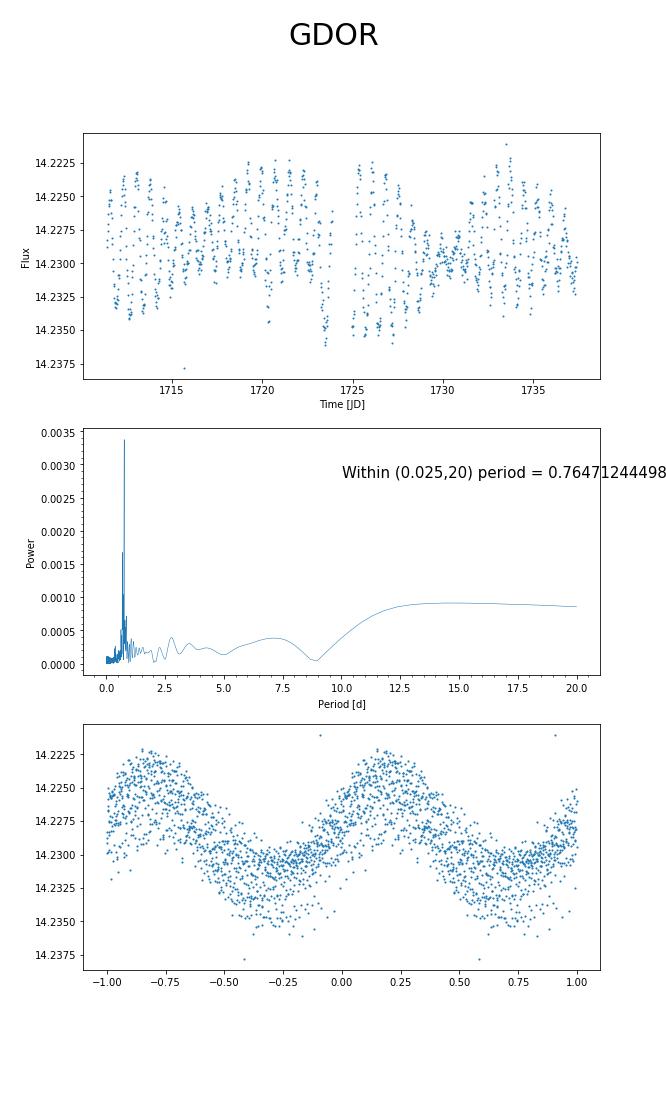 GDOR
14.2225
14.2250
14.2275
14.2300
14.2325
14.2350
14.2375
Flux
1715 1720 1725 1730 1735
Time [JD]
0.0035
0.0030
0.0025
0.0020
0.0015
0.0010
0.0005
0.0000
Power
Within (0.025,20) period = 0.76471244498
0.0 2.5 5.0 7.5 10.0 12.5 15.0 17.5 20.0
Period [d]
14.2225
14.2250
14.2275
14.2300
14.2325
14.2350
14.2375
−1.00 −0.75 −0.50 −0.25 0.00 0.25 0.50 0.75 1.00